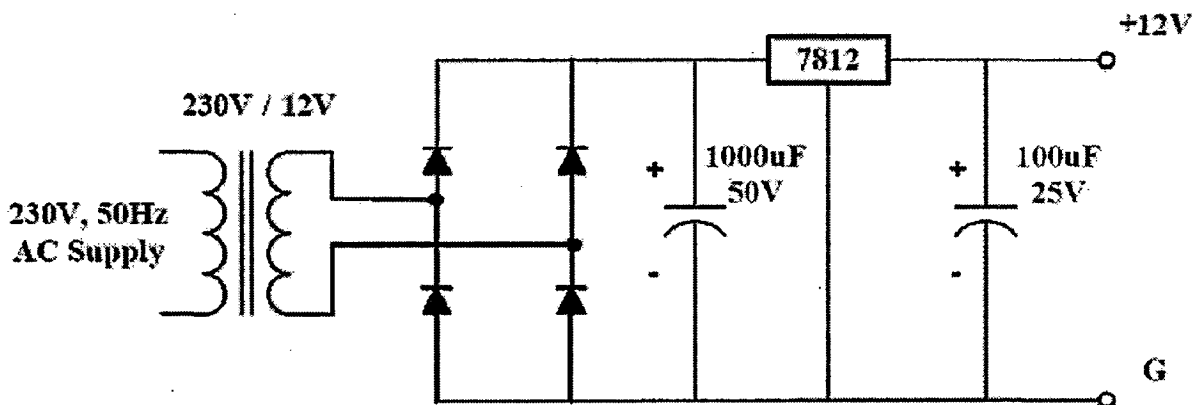 +12V
7812
230V / 12V
+
1000uF
50V
-
+
100uF
25V
-
230V, 50Hz
AC Supply
G